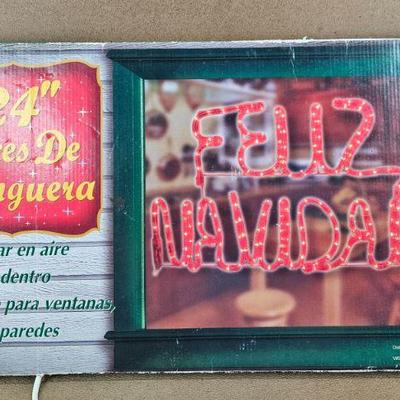 24"
es De
nguera
ar en aire
dentro
para ventanas,
paredes
FELIZ
NAVIDAD